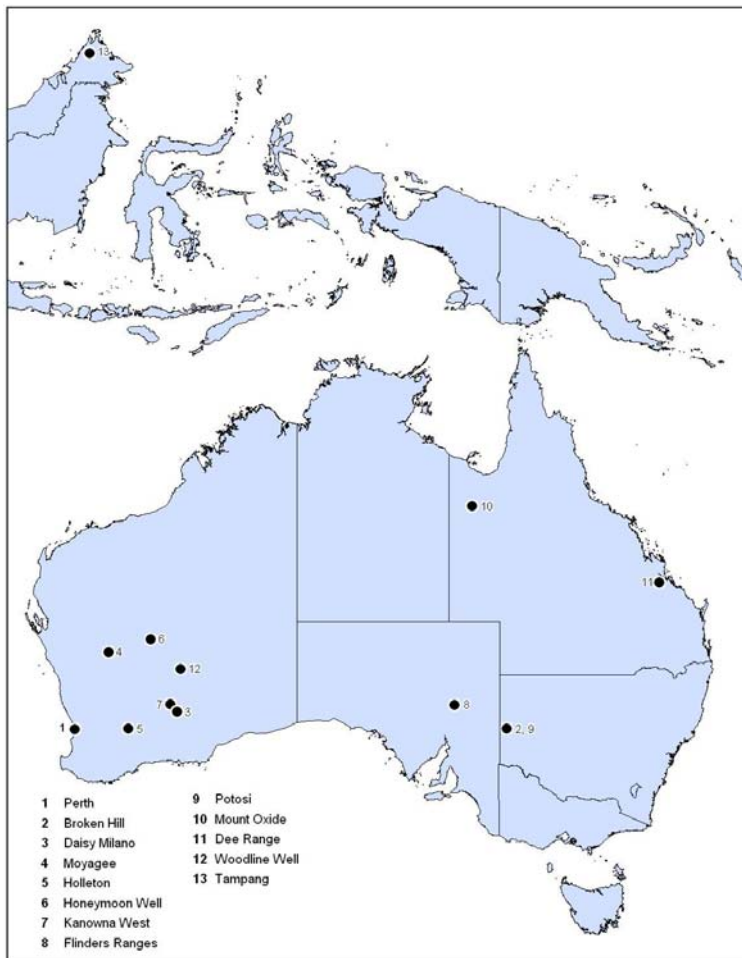 13
10
11
6
4
12
7
3
8
1
5
2, 9
1 Perth
2 Broken Hill
3 Daisy Milano
4 Moyagee
5 Holleton
6 Honeymoon Well
7 Kanowna West
8 Flinders Ranges
9 Potosi
10 Mount Oxide
11 Dee Range
12 Woodline Well
13 Tampang